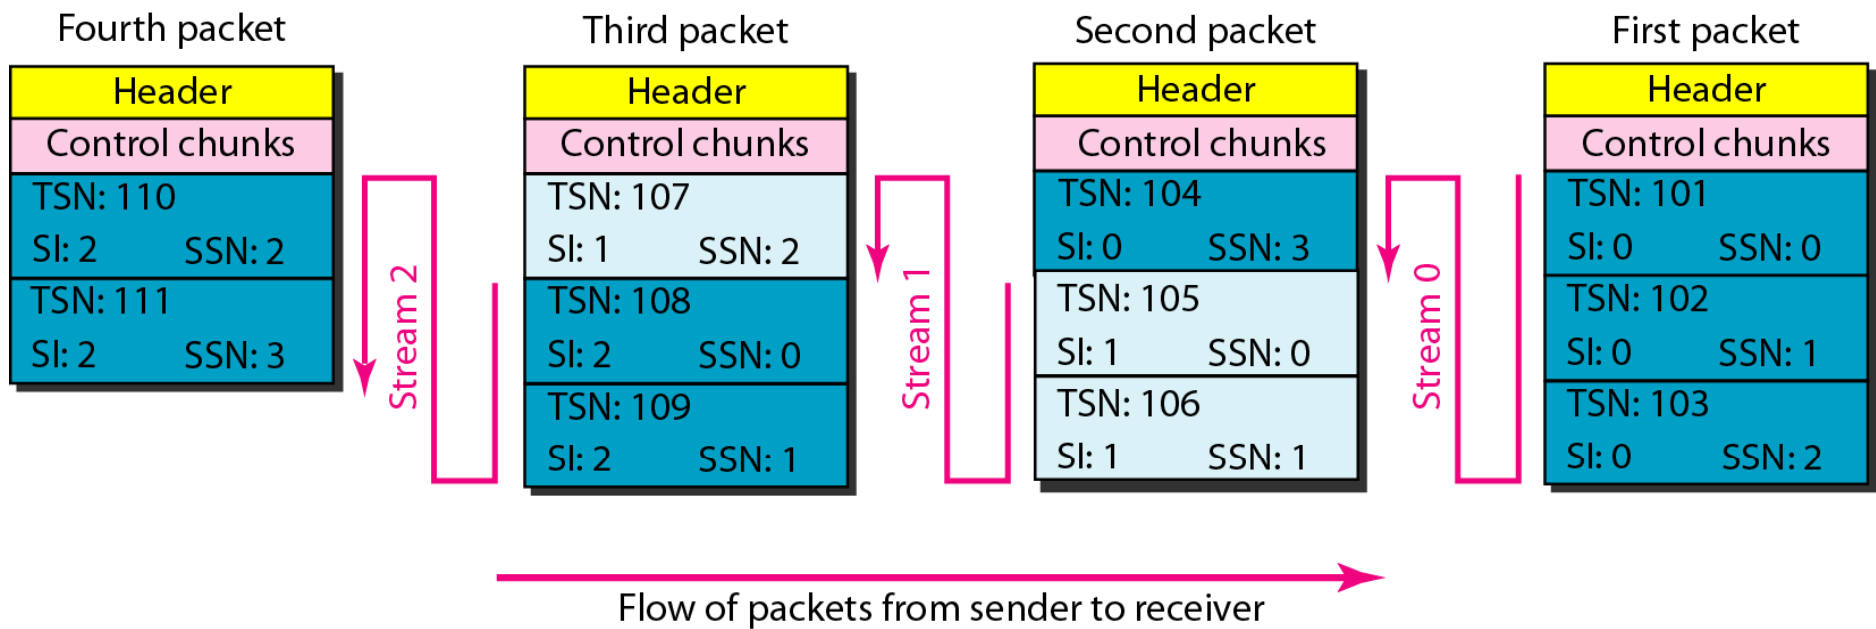 Fourth packet
Header
Control chunks
TSN: 110
SI: 2 SSN: 2
TSN: 111
SI: 2 SSN: 3
Stream 2
Third packet
Header
Control chunks
TSN: 107
SI: 1 SSN: 2
TSN: 108
SI: 2 SSN: 0
TSN: 109
SI: 2 SSN: 1
Stream 1
Second packet
Header
Control chunks
TSN: 104
SI: 0 SSN: 3
TSN: 105
SI: 1 SSN: 0
TSN: 106
SI: 1 SSN: 1
Stream 0
First packet
Header
Control chunks
TSN: 101
SI: 0 SSN: 0
TSN: 102
SI: 0 SSN: 1
TSN: 103
SI: 0 SSN: 2
Flow of packets from sender to receiver